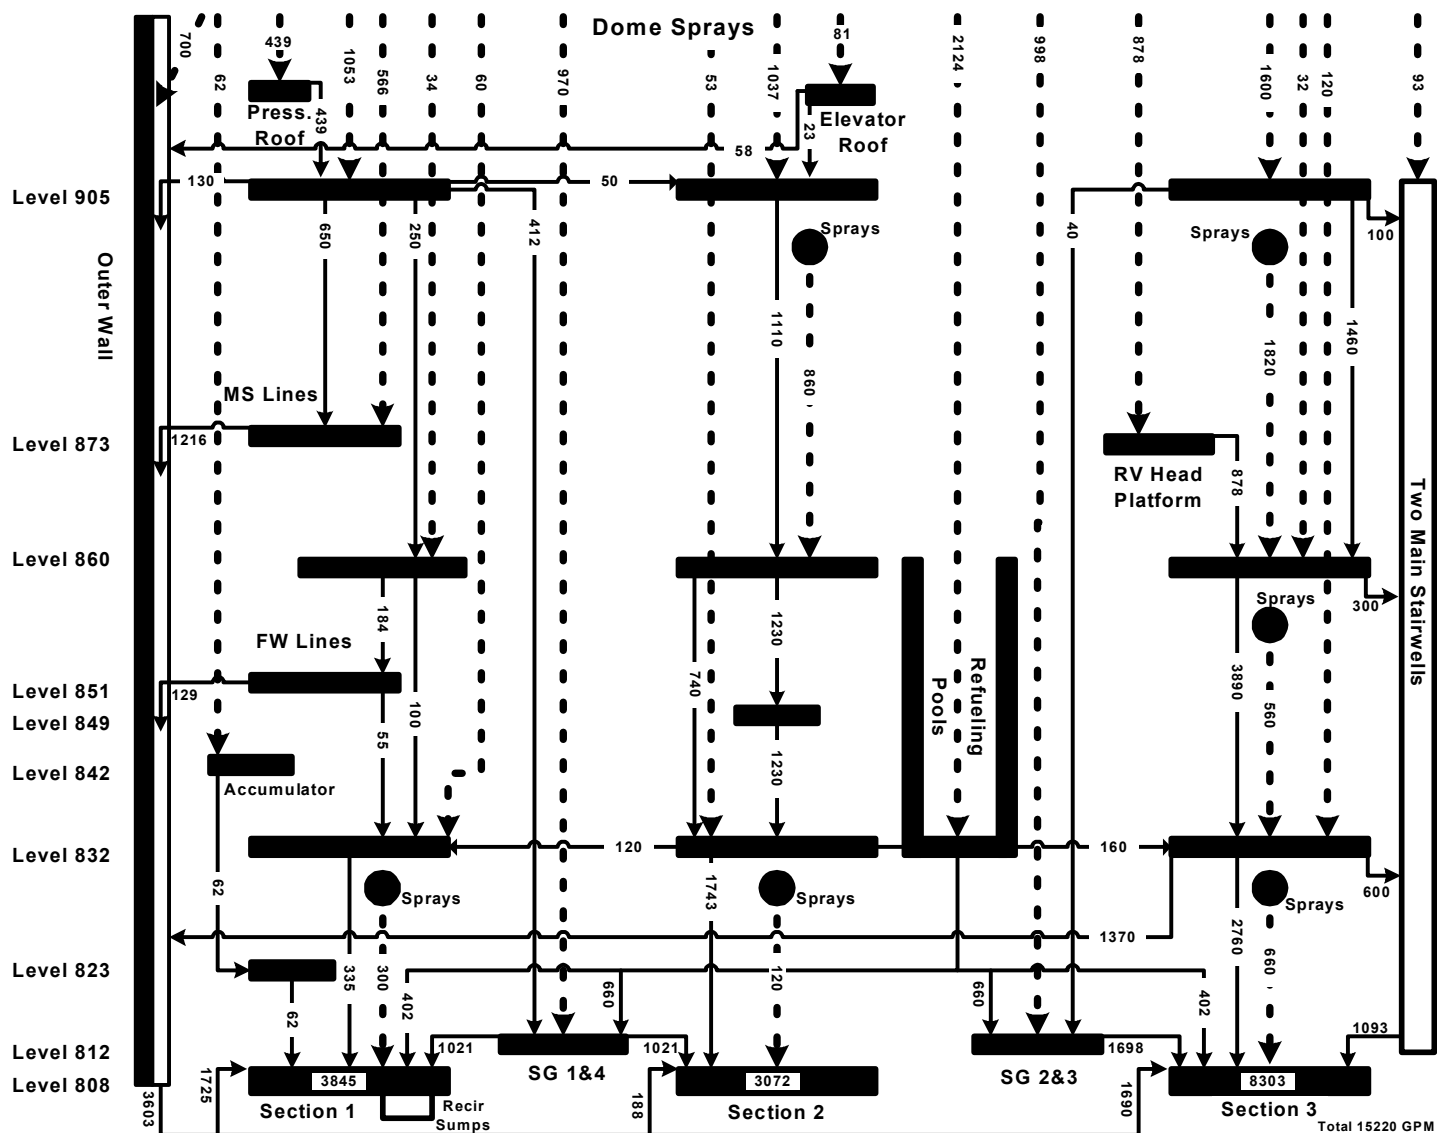 Dome Sprays
700
62
439
1053
566
34
60
970
53
1037
81
2124
998
878
1600
32
120
93
Press.
Roof
439
Elevator
Roof
23
58
Level 905
130
50
650
250
412
40
100
Sprays
Sprays
Outer Wall
1110
860
1820
1460
MS Lines
Level 873
1216
RV Head
Platform
878
Two Main Stairwells
Level 860
184
1230
Sprays
300
FW Lines
740
Refueling
Pools
3890
560
Level 851
129
100
Level 849
55
1230
Level 842
Accumulator
Level 832
120
160
62
Sprays
1743
Sprays
Sprays
600
1370
2760
Level 823
335
300
402
660
120
660
402
660
62
1093
Level 812
1021
1021
1698
SG 1&4
SG 2&3
Level 808
3845
3072
8303
3603
1725
Section 1
Recir
Sumps
188
Section 2
1690
Section 3
Total 15220 GPM